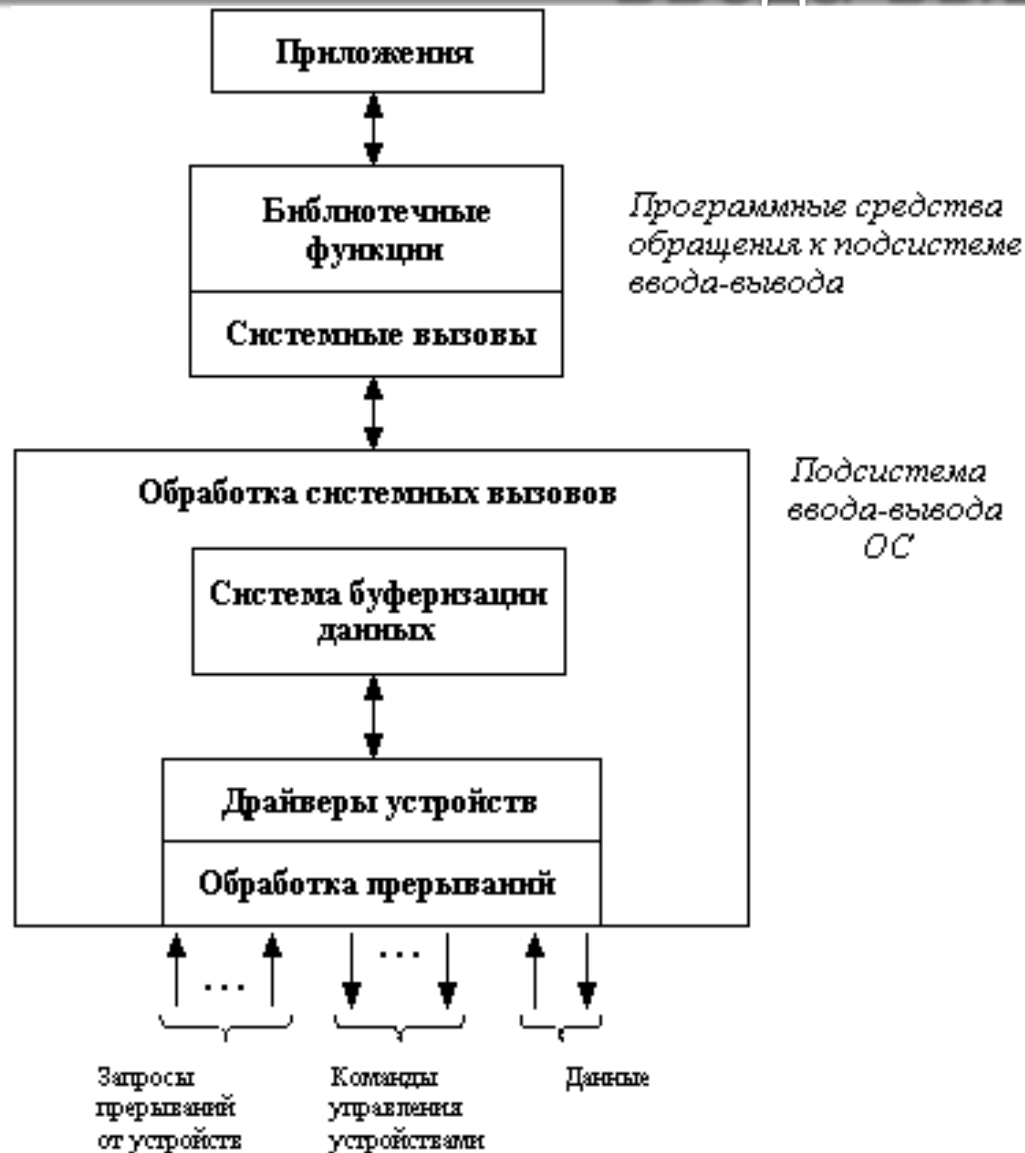 Приложения
Библиотечные
функции
Системные вызовы
Программные средства
обращения к подсистеме
ввода-вывода
Обработка системных вызовов
Подсистема
ввода-вывода
ОС
Система буферизации
данных
Драйверы устройств
Обработка прерываний
...
...
Запросы
прерываний
от устройств
Команды
управления
устройствами
Данные